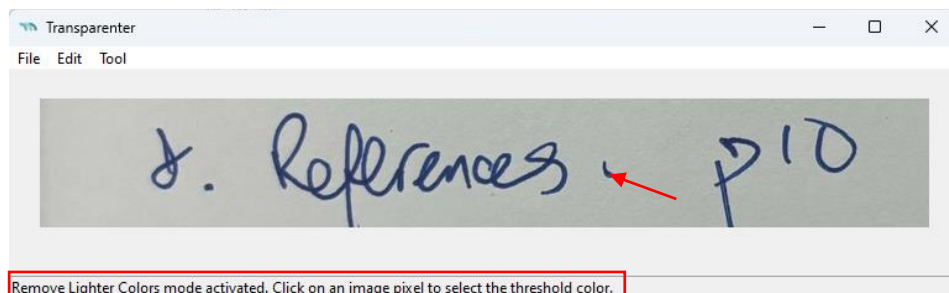 Transparenter
File Edit Tool
8. References - p10
Remove Lighter Colors mode activated. Click on an image pixel to select the threshold color.